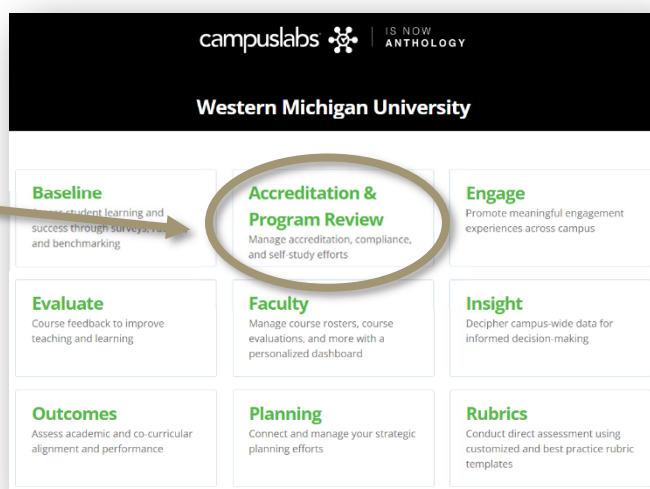 campuslabs IS NOW
ANTHOLOGY
Western Michigan University
Baseline
student learning and
success through surveys,
and benchmarking
Accreditation &
Program Review
Manage accreditation, compliance,
and self-study efforts
Engage
Promote meaningful engagement
experiences across campus
Evaluate
Course feedback to improve
teaching and learning
Faculty
Manage course rosters, course
evaluations, and more with a
personalized dashboard
Insight
Decipher campus-wide data for
informed decision-making
Outcomes
Assess academic and co-curricular
alignment and performance
Planning
Connect and manage your strategic
planning efforts
Rubrics
Conduct direct assessment using
customized and best practice rubric
templates